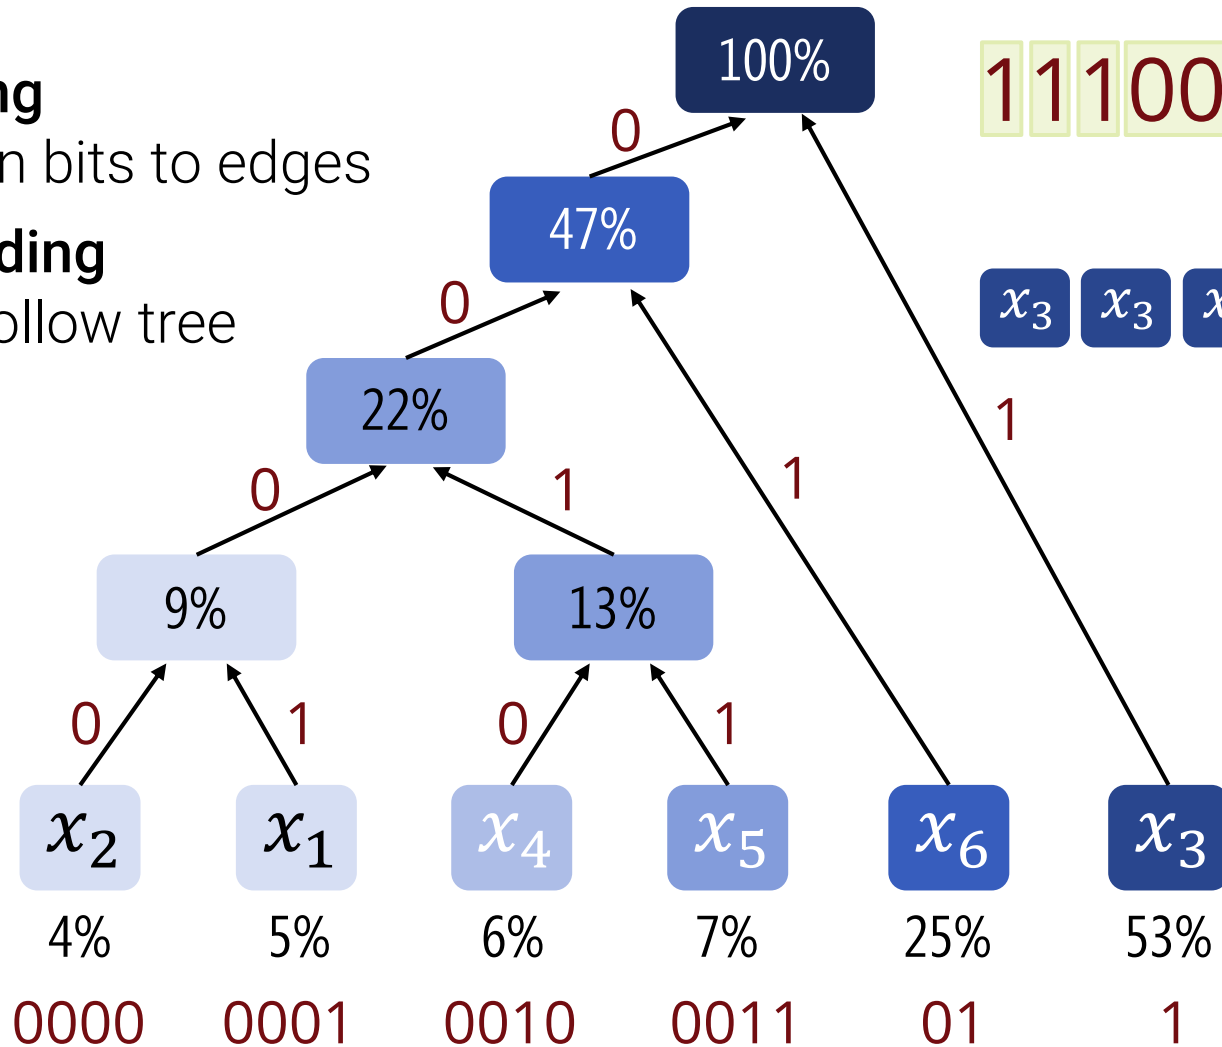 100%
11100
ng
n bits to edges
0
47%
ding
ollow tree
0
x₃ x₃ x
22%
1
0 1 1
9% 13%
0 1 0 1
x₂ x₁ x₄ x₅ x₆ x₃
4% 5% 6% 7% 25% 53%
0000 0001 0010 0011 01 1